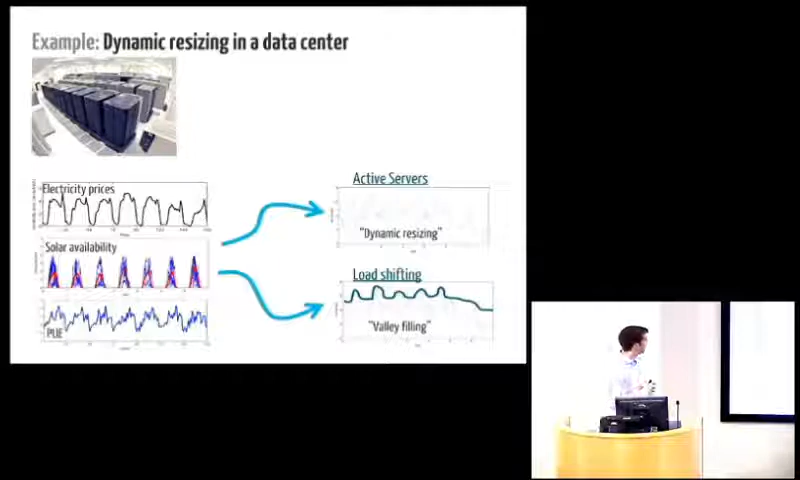 Example: Dynamic resizing in a data center
Electricity prices
Solar availability
PUE
Active Servers
"Dynamic resizing"
Load shifting
"Valley filling"